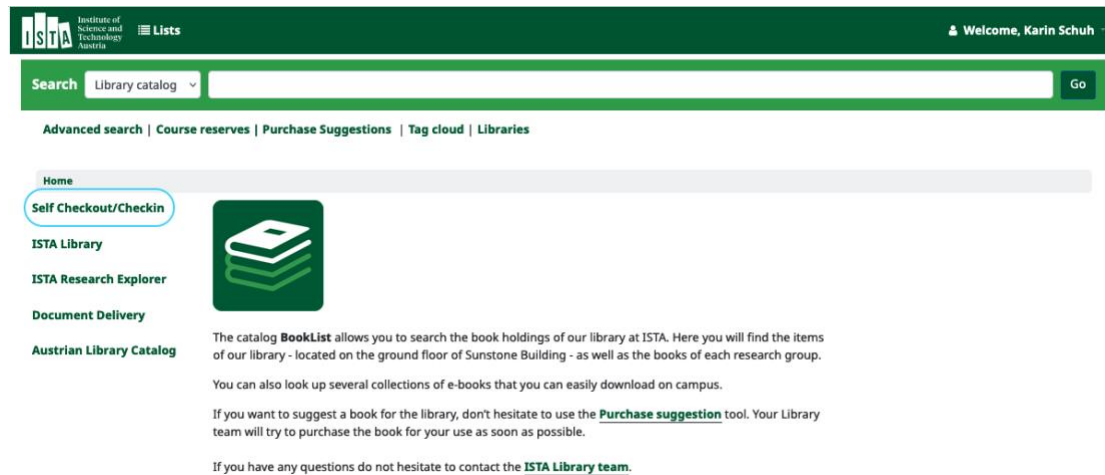 ISTA
Institute of
Science and
Technology
Austria
Lists
Welcome, Karin Schuh
Search
Library catalog
Go
Advanced search | Course reserves | Purchase Suggestions | Tag cloud | Libraries
Home
Self Checkout/Checkin
ISTA Library
ISTA Research Explorer
Document Delivery
Austrian Library Catalog
The catalog BookList allows you to search the book holdings of our library at ISTA. Here you will find the items
of our library - located on the ground floor of Sunstone Building - as well as the books of each research group.
You can also look up several collections of e-books that you can easily download on campus.
If you want to suggest a book for the library, don't hesitate to use the Purchase suggestion tool. Your Library
team will try to purchase the book for your use as soon as possible.
If you have any questions do not hesitate to contact the ISTA Library team.